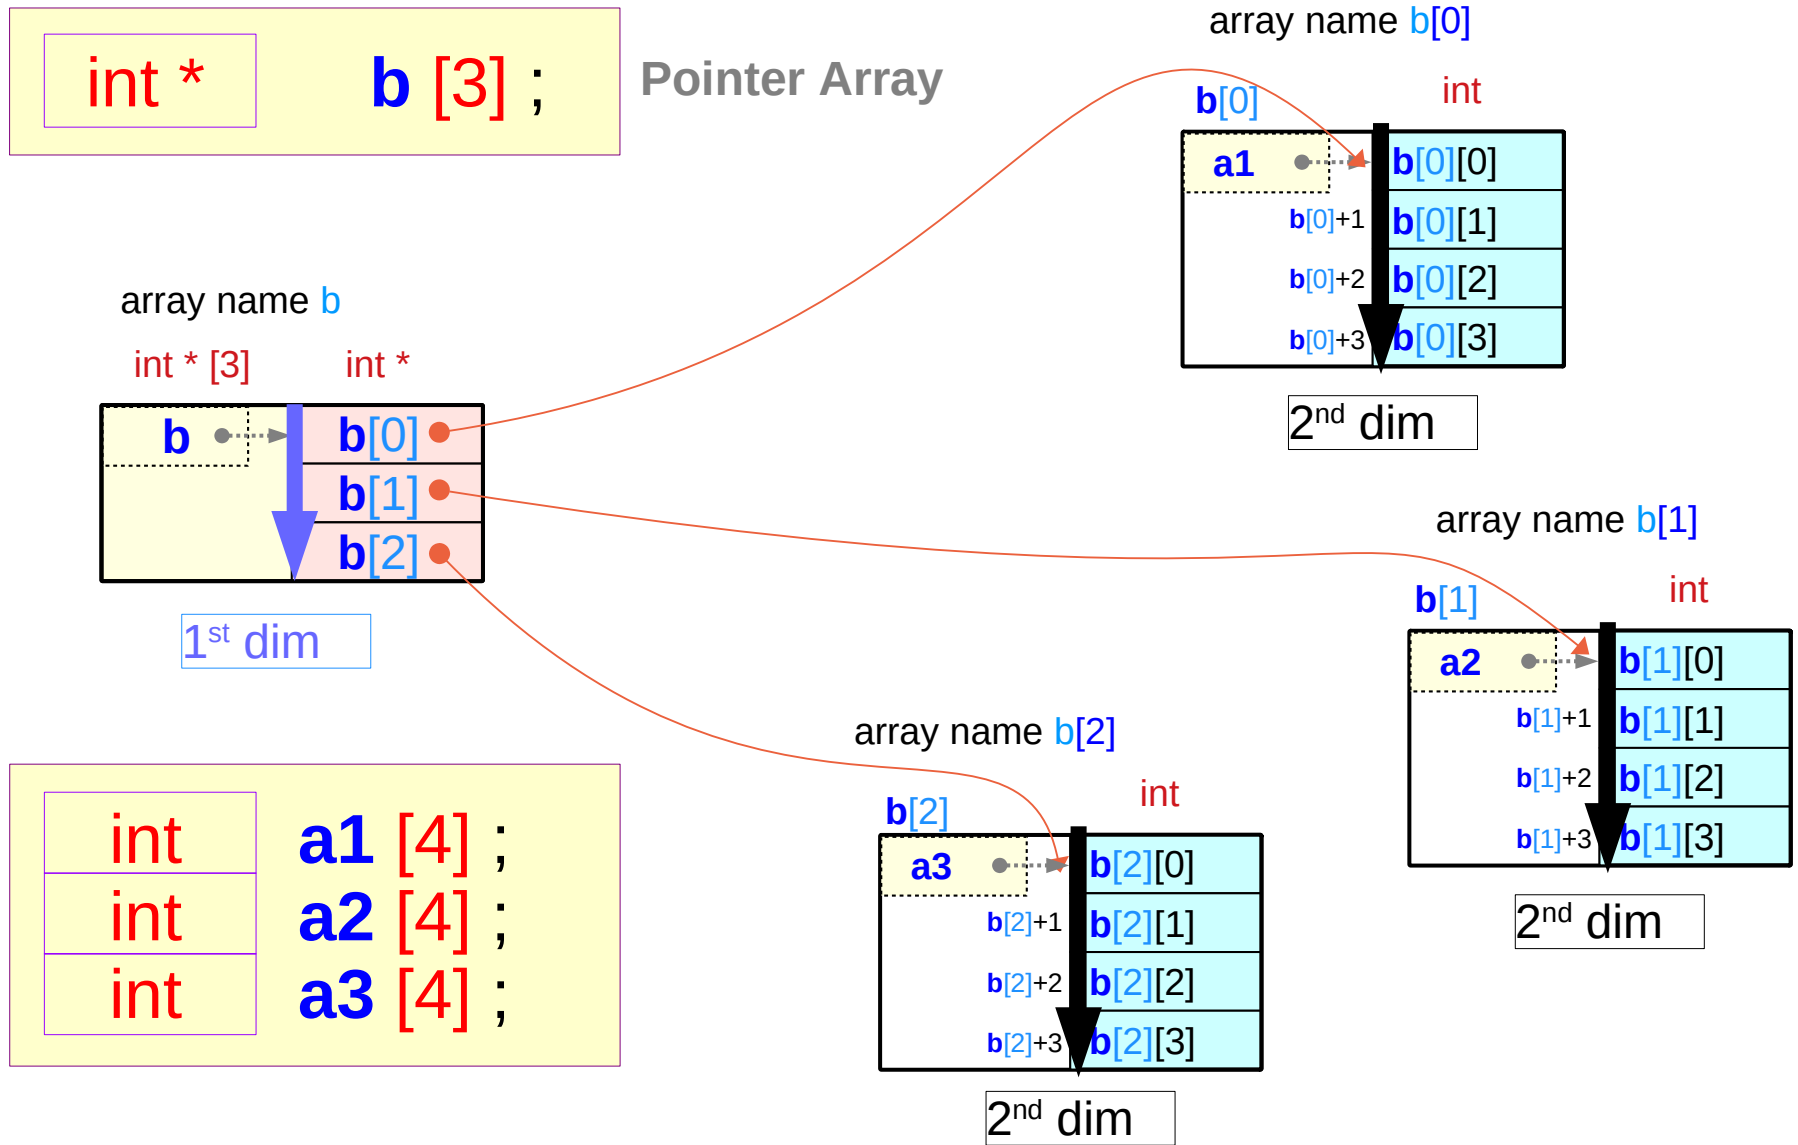 int * b [3] ;
Pointer Array
array name b
int * [3] int *
b b[0]
b[1]
b[2]
1st dim
int a1 [4] ;
int a2 [4] ;
int a3 [4] ;
array name b[0]
b[0] int
a1 b[0][0]
b[0]+1 b[0][1]
b[0]+2 b[0][2]
b[0]+3 b[0][3]
2nd dim
array name b[1]
b[1] int
a2 b[1][0]
b[1]+1 b[1][1]
b[1]+2 b[1][2]
b[1]+3 b[1][3]
2nd dim
array name b[2]
b[2] int
a3 b[2][0]
b[2]+1 b[2][1]
b[2]+2 b[2][2]
b[2]+3 b[2][3]
2nd dim